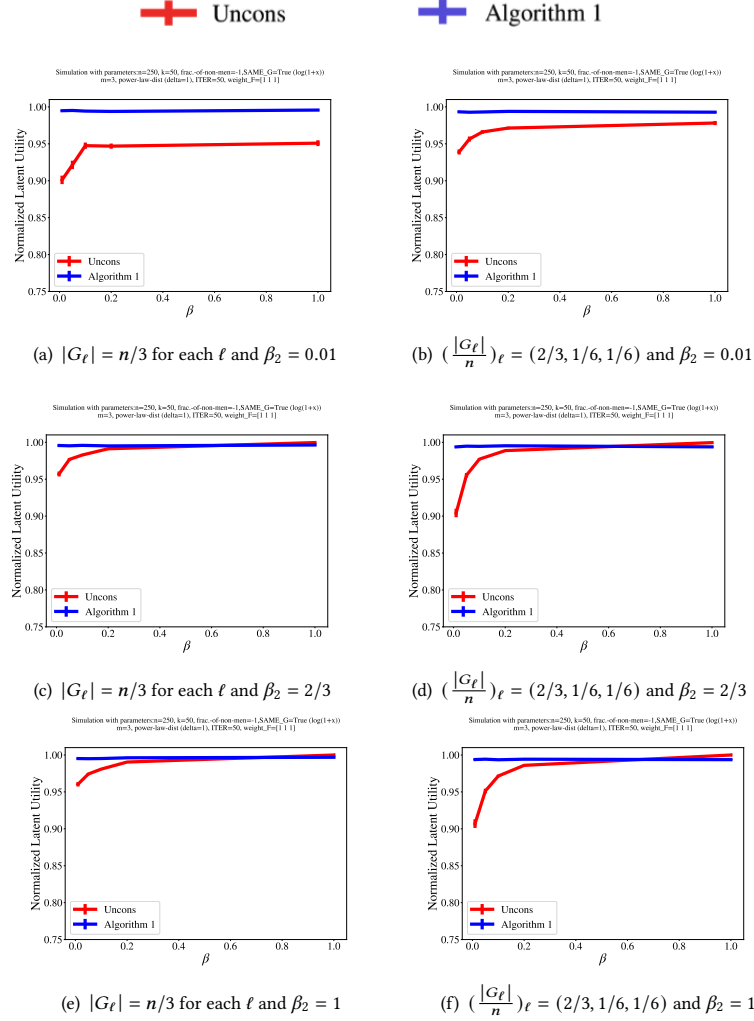 Uncons Algorithm 1
Simulation with parameters:n=250, k=50, frac.-of-non-men=-1,SAME_G=True (log(1+x))
m=3, power-law-dist (delta=1), ITER=50, weight_F=[1 1 1]
Normalized Latent Utility
1.00
0.95
0.90
0.85
0.80
0.75
Uncons
Algorithm 1
0.0 0.2 0.4 0.6 0.8 1.0
β
(a) |Gℓ| = n/3 for each ℓ and β₂ = 0.01
Simulation with parameters:n=250, k=50, frac.-of-non-men=-1,SAME_G=True (log(1+x))
m=3, power-law-dist (delta=1), ITER=50, weight_F=[1 1 1]
Normalized Latent Utility
1.00
0.95
0.90
0.85
0.80
0.75
Uncons
Algorithm 1
0.0 0.2 0.4 0.6 0.8 1.0
β
(b) (|Gℓ|/n)ℓ = (2/3, 1/6, 1/6) and β₂ = 0.01
Simulation with parameters:n=250, k=50, frac.-of-non-men=-1,SAME_G=True (log(1+x))
m=3, power-law-dist (delta=1), ITER=50, weight_F=[1 1 1]
Normalized Latent Utility
1.00
0.95
0.90
0.85
0.80
0.75
Uncons
Algorithm 1
0.0 0.2 0.4 0.6 0.8 1.0
β
(c) |Gℓ| = n/3 for each ℓ and β₂ = 2/3
Simulation with parameters:n=250, k=50, frac.-of-non-men=-1,SAME_G=True (log(1+x))
m=3, power-law-dist (delta=1), ITER=50, weight_F=[1 1 1]
Normalized Latent Utility
1.00
0.95
0.90
0.85
0.80
0.75
Uncons
Algorithm 1
0.0 0.2 0.4 0.6 0.8 1.0
β
(d) (|Gℓ|/n)ℓ = (2/3, 1/6, 1/6) and β₂ = 2/3
Simulation with parameters:n=250, k=50, frac.-of-non-men=-1,SAME_G=True (log(1+x))
m=3, power-law-dist (delta=1), ITER=50, weight_F=[1 1 1]
Normalized Latent Utility
1.00
0.95
0.90
0.85
0.80
0.75
Uncons
Algorithm 1
0.0 0.2 0.4 0.6 0.8 1.0
β
(e) |Gℓ| = n/3 for each ℓ and β₂ = 1
Simulation with parameters:n=250, k=50, frac.-of-non-men=-1,SAME_G=True (log(1+x))
m=3, power-law-dist (delta=1), ITER=50, weight_F=[1 1 1]
Normalized Latent Utility
1.00
0.95
0.90
0.85
0.80
0.75
Uncons
Algorithm 1
0.0 0.2 0.4 0.6 0.8 1.0
β
(f) (|Gℓ|/n)ℓ = (2/3, 1/6, 1/6) and β₂ = 1